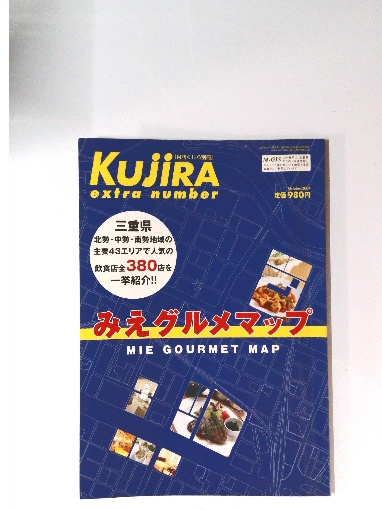 KUJIRA
extra number
定価980円
三重県
北勢・中勢・南勢地域の
主要43エリアで人気の
飲食店全380店を
一挙紹介!!
みえグルメマップ
MIE GOURMET MAP